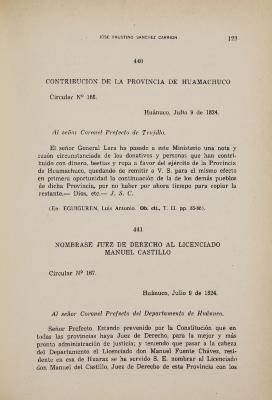 JOSE FAUSTINO SANCHEZ CARRION 123
440
CONTRIBUCION DE LA PROVINCIA DE HUAMACHUCO
Circular Nº 166.
Huánuco, Julio 9 de 1824.
Al señor Coronel Prefecto de Trujillo.
El señor General Lara ha pasado a este Ministerio una nota y
razón circunstanciada de los donativos y personas que han contri-
buido con dinero, bestias y ropa a favor del ejército de la Provincia
de Huamachuco, quedando de remitir a V. S. para el mismo efecto
en primera oportunidad la continuación de la de los demás pueblos
de dicha Provincia, por no haber por ahora tiempo para copiar la
restante.— Dios, etc.— J. S. C.
(En: EGUIGUREN, Luis Antonio. Ob. cit., T. II. pp. 85-86).
441
NOMBRASE JUEZ DE DERECHO AL LICENCIADO
MANUEL CASTILLO
Circular Nº 167.
Huánuco, Julio 9 de 1824.
Al señor Coronel Prefecto del Departamento de Huánuco.
Señor Prefecto. Estando prevenido por la Constitución que en
todas las provincias haya Juez de Derecho, para la mejor y más
pronta administración de justicia; y teniendo que pasar a la cabeza
del Departamento el Licenciado don Manuel Fuente Chávez, resi-
dente en esa de Huaraz se ha servido S. E. nombrar al Licenciado
don Manuel del Castillo, Juez de Derecho de esta Provincia con los